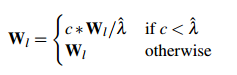 W_l = { c ∗ W_l/λ̂ if c < λ̂
W_l otherwise